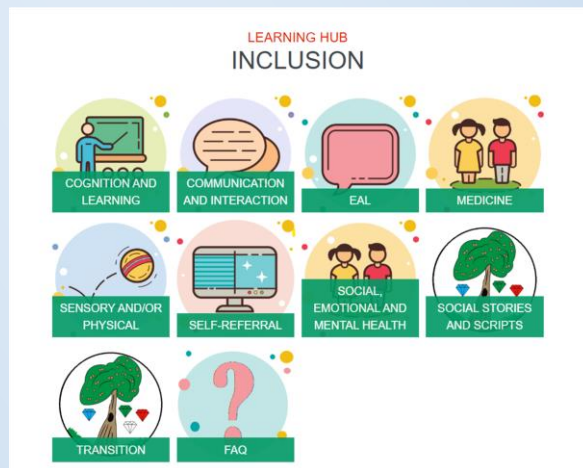 LEARNING HUB
INCLUSION
COGNITION AND
LEARNING
COMMUNICATION
AND INTERACTION
EAL
MEDICINE
SENSORY AND/OR
PHYSICAL
SELF-REFERRAL
SOCIAL,
EMOTIONAL AND
MENTAL HEALTH
SOCIAL STORIES
AND SCRIPTS
TRANSITION
FAQ